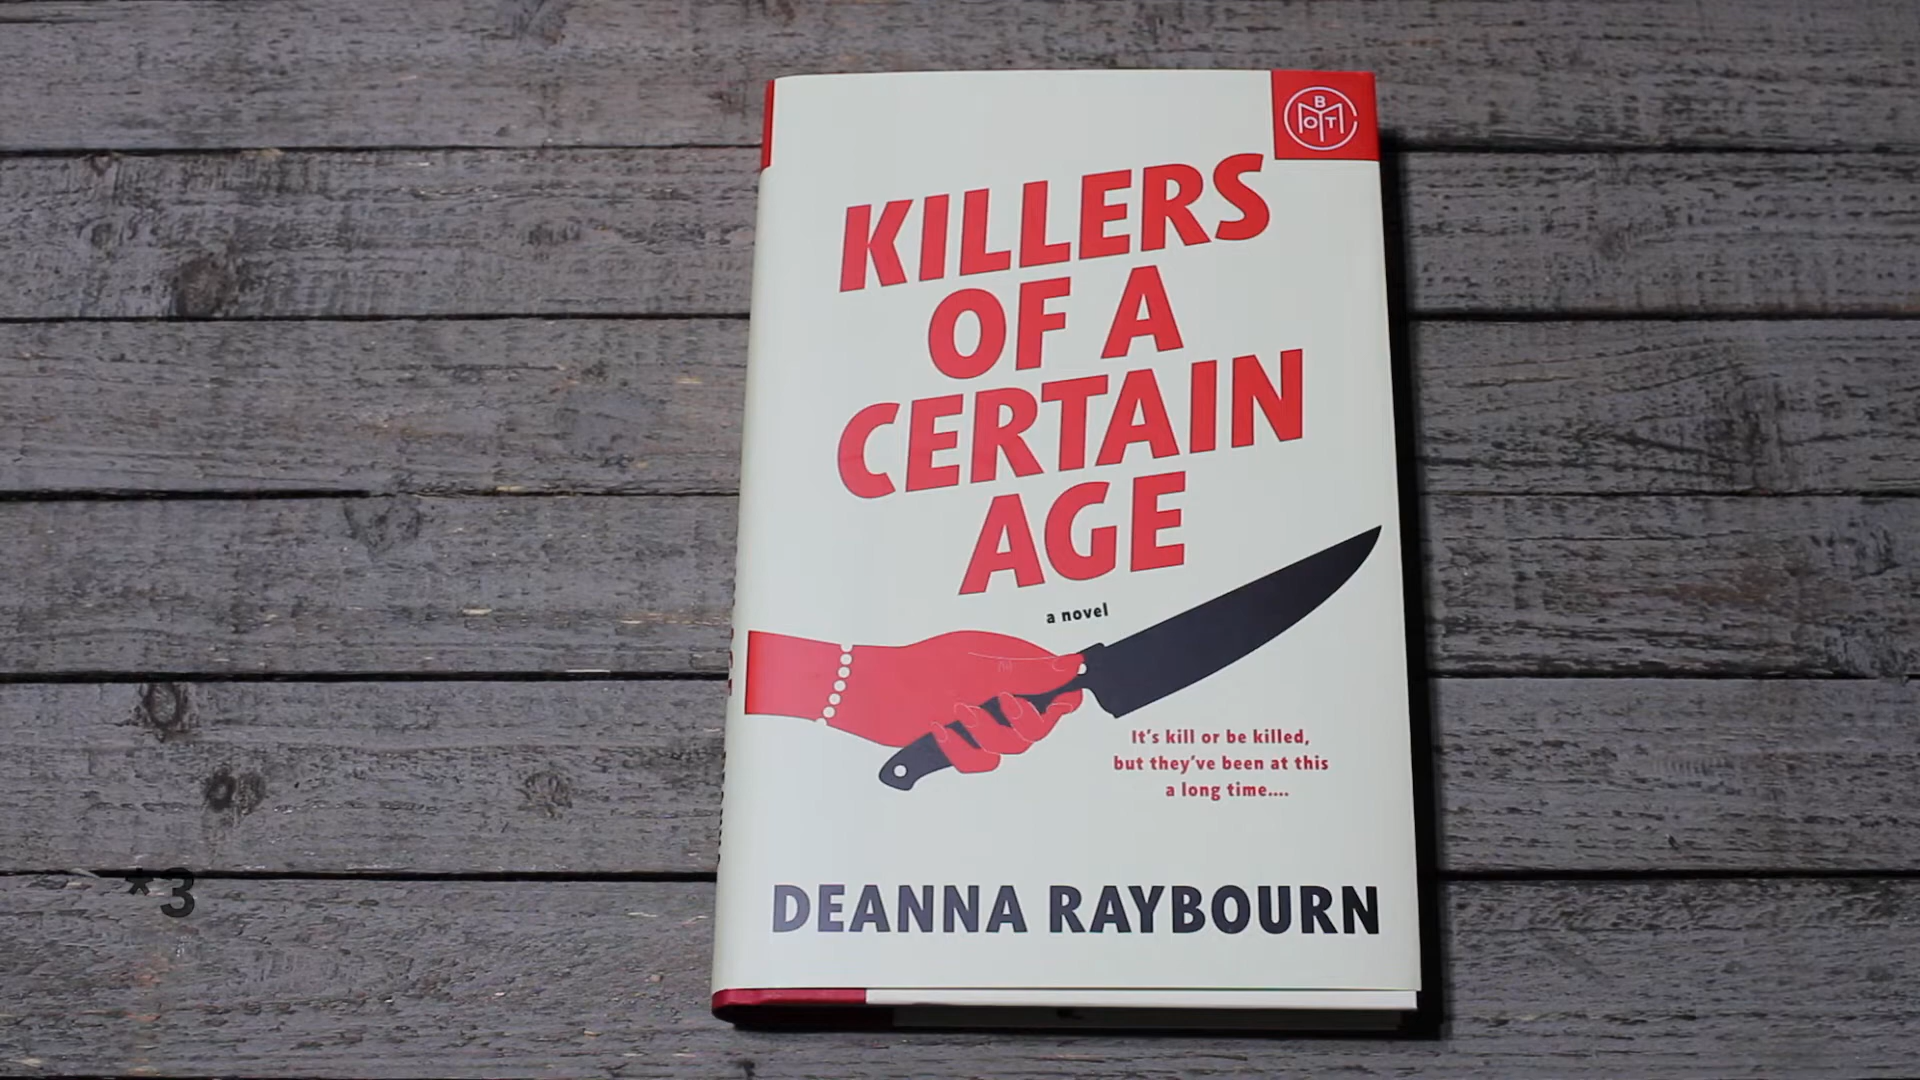 BOTM
KILLERS
OF A
CERTAIN
AGE
a novel
It's kill or be killed,
but they've been at this
a long time....
DEANNA RAYBOURN
*3